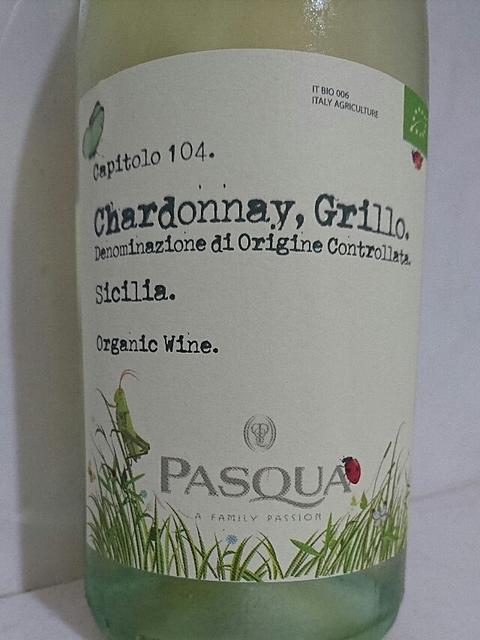 IT BIO 006
ITALY AGRICULTURE
Capitolo 104.
Chardonnay, Grillo.
Denominazione di Origine Controllata.
Sicilia.
Organic Wine.
PASQUA
A FAMILY PASSION